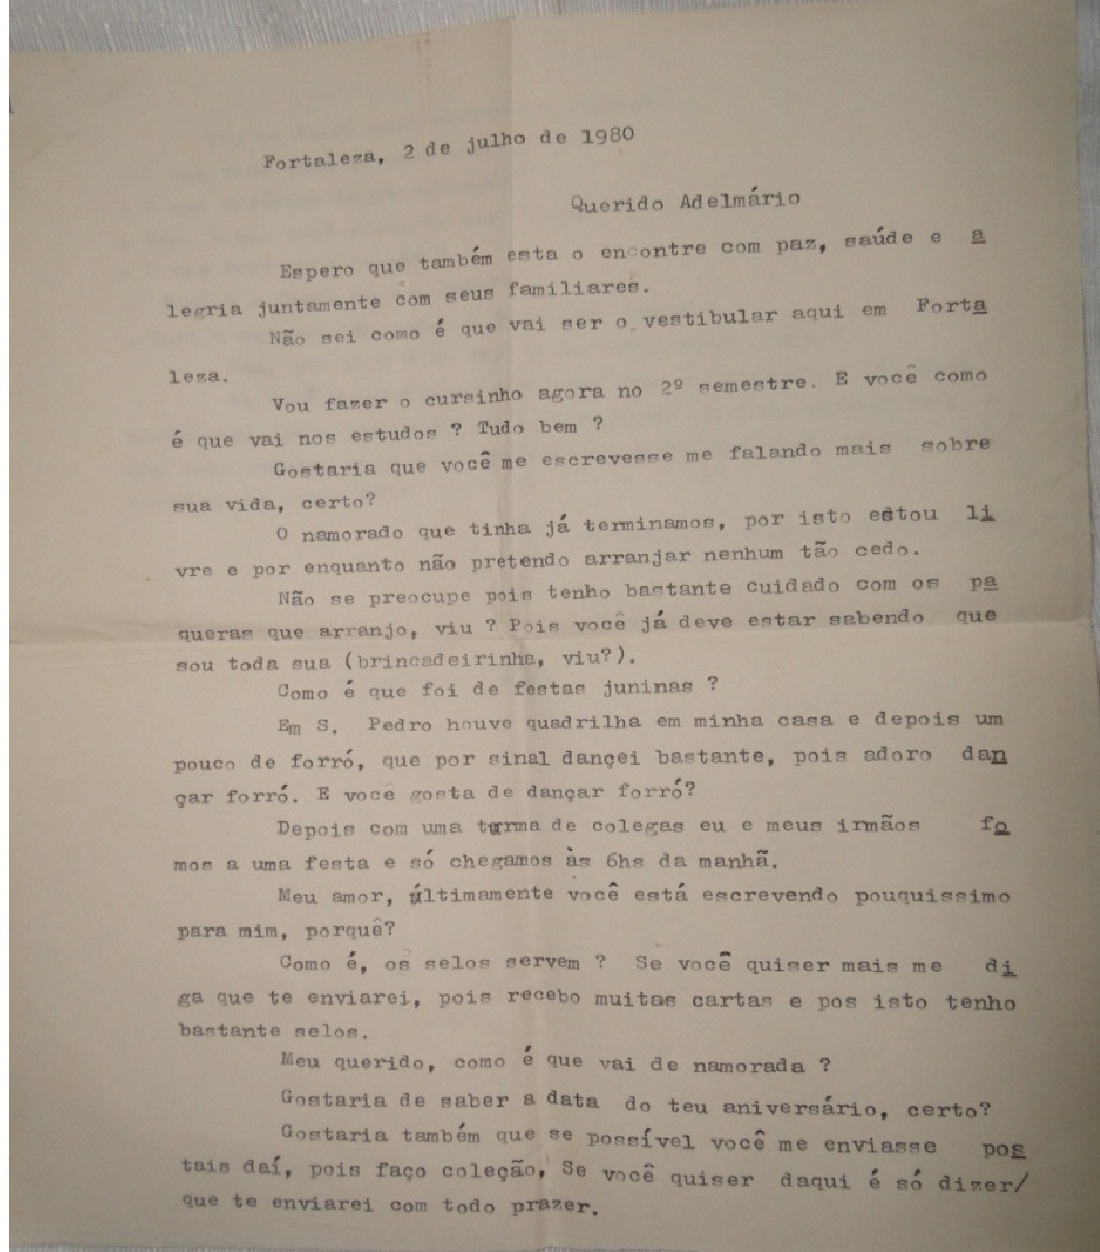 Fortaleza, 2 de julho de 1980
Querido Adelmário
Espero que também esta o encontre com paz, saúde e a
legria juntamente com seus familiares.
Não sei como é que vai ser o vestibular aqui em Forta
leza.
Vou fazer o cursinho agora no 2º semestre. E você como
é que vai nos estudos ? Tudo bem ?
Gostaria que você me escrevesse me falando mais sobre
sua vida, certo?
O namorado que tinha já terminamos, por isto estou li
vre e por enquanto não pretendo arranjar nenhum tão cedo.
Não se preocupe pois tenho bastante cuidado com os pa
queras que arranjo, viu ? Pois você já deve estar sabendo que
sou toda sua (brincadeirinha, viu?).
Como é que foi de festas juninas ?
Em S. Pedro houve quadrilha em minha casa e depois um
pouco de forró, que por sinal dançei bastante, pois adoro dan
çar forró. E você gosta de dançar forró?
Depois com uma turma de colegas eu e meus irmãos fo
mos a uma festa e só chegamos às 6hs da manhã.
Meu amor, últimamente você está escrevendo pouquissimo
para mim, porquê?
Como é, os selos servem ? Se você quiser mais me di
ga que te enviarei, pois recebo muitas cartas e pos isto tenho
bastante selos.
Meu querido, como é que vai de namorada ?
Gostaria de saber a data do teu aniversário, certo?
Gostaria também que se possível você me enviasse pos
tais daí, pois faço coleção, Se você quiser daqui é só dizer/
que te enviarei com todo prazer.